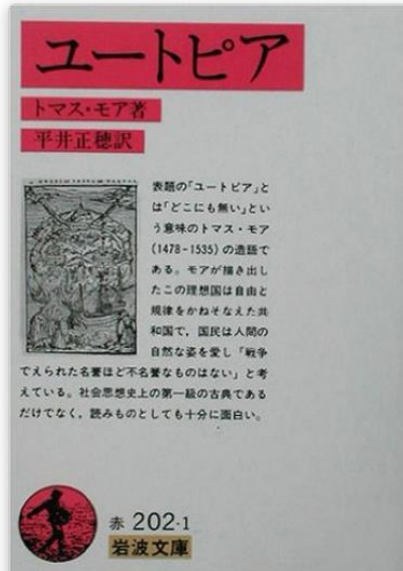 ユートピア
トマス・モア著
平井正穂訳
表題の「ユートピア」と
は「どこにも無い」とい
う意味のトマス・モア
(1478-1535)の造語で
ある。モアが描き出し
たこの理想国は自由と
規律をかねそなえた共
和国で，国民は人間の
自然な姿を愛し「戦争
でえられた名誉ほど不名誉なものはない」と考
えている。社会思想史上の第一級の古典である
だけでなく，読みものとしても十分に面白い。
赤 202-1
岩波文庫